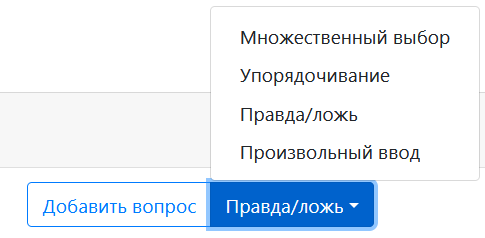 Множественный выбор
Упорядочивание
Правда/ложь
Произвольный ввод
Добавить вопрос Правда/ложь